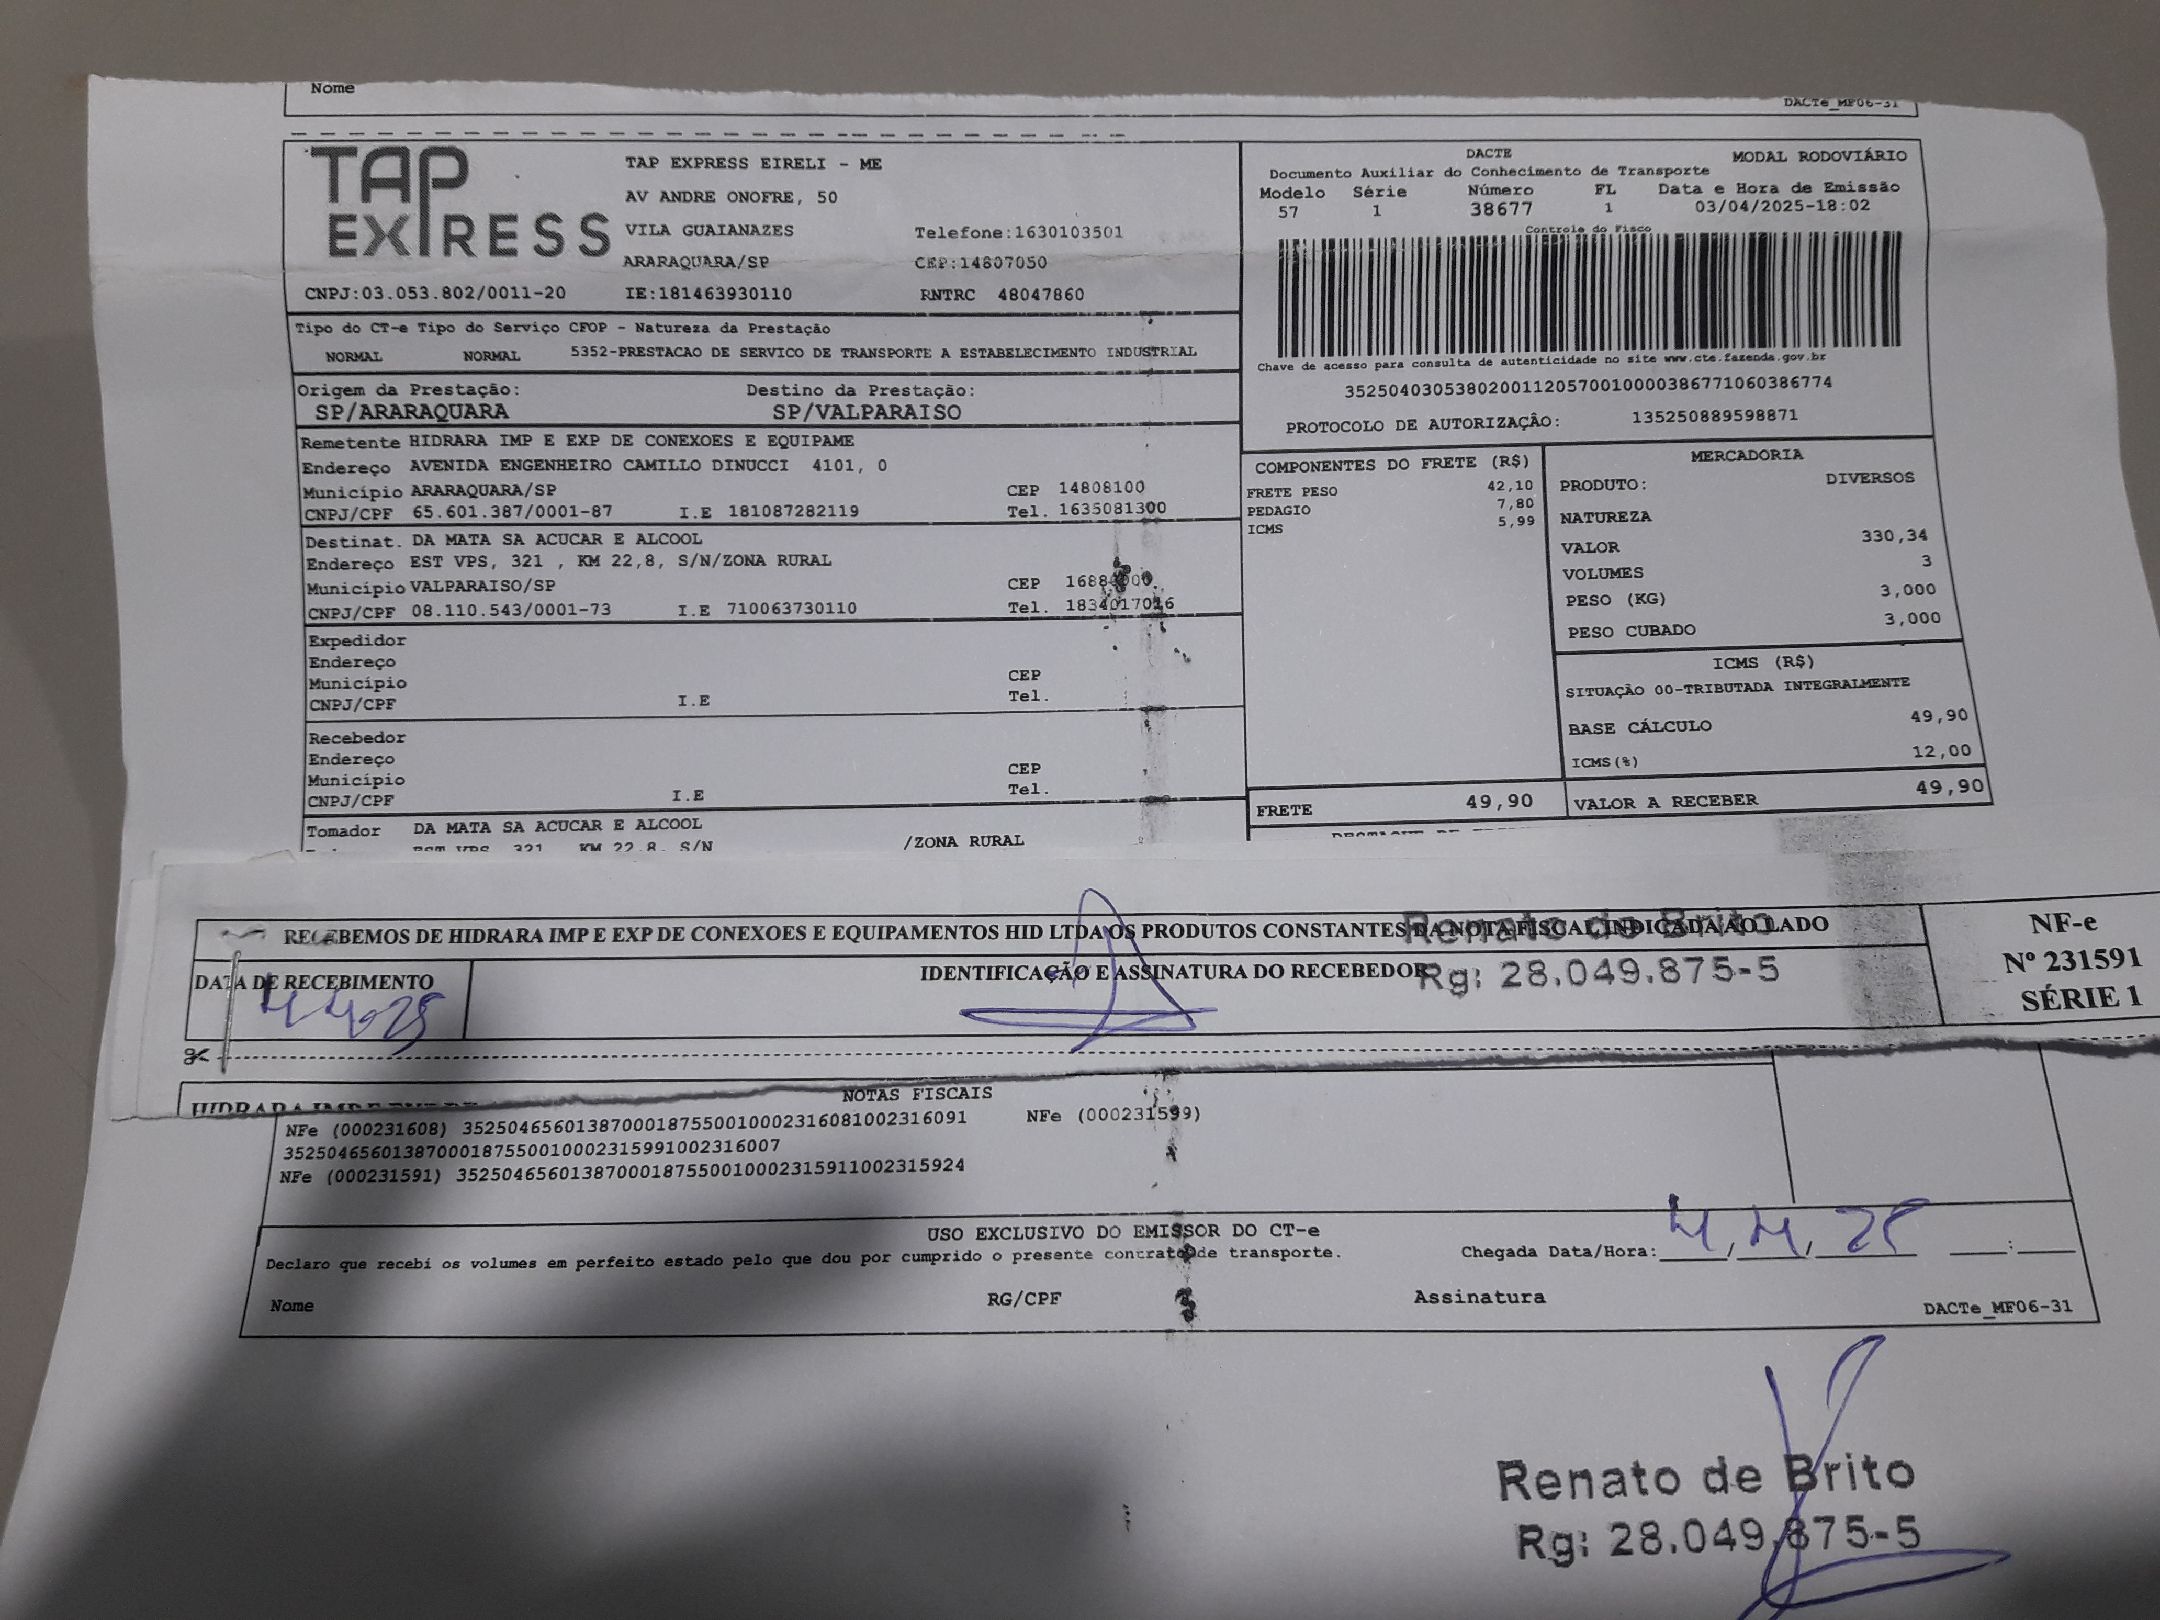 Nome
DACTe_MF06-31
TAP EXPRESS
TAP EXPRESS EIRELI - ME
AV ANDRE ONOFRE, 50
VILA GUAIANAZES Telefone:1630103501
ARARAQUARA/SP CEP:14807050
CNPJ:03.053.802/0011-20 IE:181463930110 RNTRC 48047860
DACTE MODAL RODOVIÁRIO
Documento Auxiliar do Conhecimento de Transporte
Modelo Série Número FL Data e Hora de Emissão
57 1 38677 1 03/04/2025-18:02
Controle do Fisco
Chave de acesso para consulta de autenticidade no site www.cte.fazenda.gov.br
35250403053802001120570010000386771060386774
PROTOCOLO DE AUTORIZAÇÂO: 135250889598871
Tipo do CT-e Tipo do Serviço CFOP - Natureza da Prestação
NORMAL NORMAL 5352-PRESTACAO DE SERVICO DE TRANSPORTE A ESTABELECIMENTO INDUSTRIAL
Origem da Prestação: Destino da Prestação:
SP/ARARAQUARA SP/VALPARAISO
Remetente HIDRARA IMP E EXP DE CONEXOES E EQUIPAME
Endereço AVENIDA ENGENHEIRO CAMILLO DINUCCI 4101, 0
Município ARARAQUARA/SP CEP 14808100
CNPJ/CPF 65.601.387/0001-87 I.E 181087282119 Tel. 1635081300
Destinat. DA MATA SA ACUCAR E ALCOOL
Endereço EST VPS, 321 , KM 22,8, S/N/ZONA RURAL
Município VALPARAISO/SP CEP
CNPJ/CPF 08.110.543/0001-73 I.E 710063730110 Tel. 1834017016
Expedidor
Endereço
Município CEP
CNPJ/CPF I.E Tel.
Recebedor
Endereço
Município CEP
CNPJ/CPF I.E Tel.
Tomador DA MATA SA ACUCAR E ALCOOL
EST VPS, 321 KM 22,8, S/N /ZONA RURAL
COMPONENTES DO FRETE (R$)
FRETE PESO 42,10
PEDAGIO 7,80
ICMS 5,99
FRETE 49,90
MERCADORIA
PRODUTO: DIVERSOS
NATUREZA
VALOR 330,34
VOLUMES 3
PESO (KG) 3,000
PESO CUBADO 3,000
ICMS (R$)
SITUAÇÃO 00-TRIBUTADA INTEGRALMENTE
BASE CÁLCULO 49,90
ICMS(%) 12,00
VALOR A RECEBER 49,90
RECEBEMOS DE HIDRARA IMP E EXP DE CONEXOES E EQUIPAMENTOS HID LTDA OS PRODUTOS CONSTANTES DA NOTA FISCAL INDICADA AO LADO
Renato de Brito
DATA DE RECEBIMENTO IDENTIFICAÇÃO E ASSINATURA DO RECEBEDOR
Rg: 28.049.875-5
4 4.25
NF-e
Nº 231591
SÉRIE 1
NOTAS FISCAIS
NFe (000231608) 35250465601387000187550010002316081002316091 NFe (000231599)
35250465601387000187550010002315991002316007
NFe (000231591) 35250465601387000187550010002315911002315924
USO EXCLUSIVO DO EMISSOR DO CT-e
Declaro que recebi os volumes em perfeito estado pelo que dou por cumprido o presente contrato de transporte. Chegada Data/Hora: 4/4/25 :
Nome RG/CPF Assinatura DACTe_MF06-31
Renato de Brito
Rg: 28.049.875-5